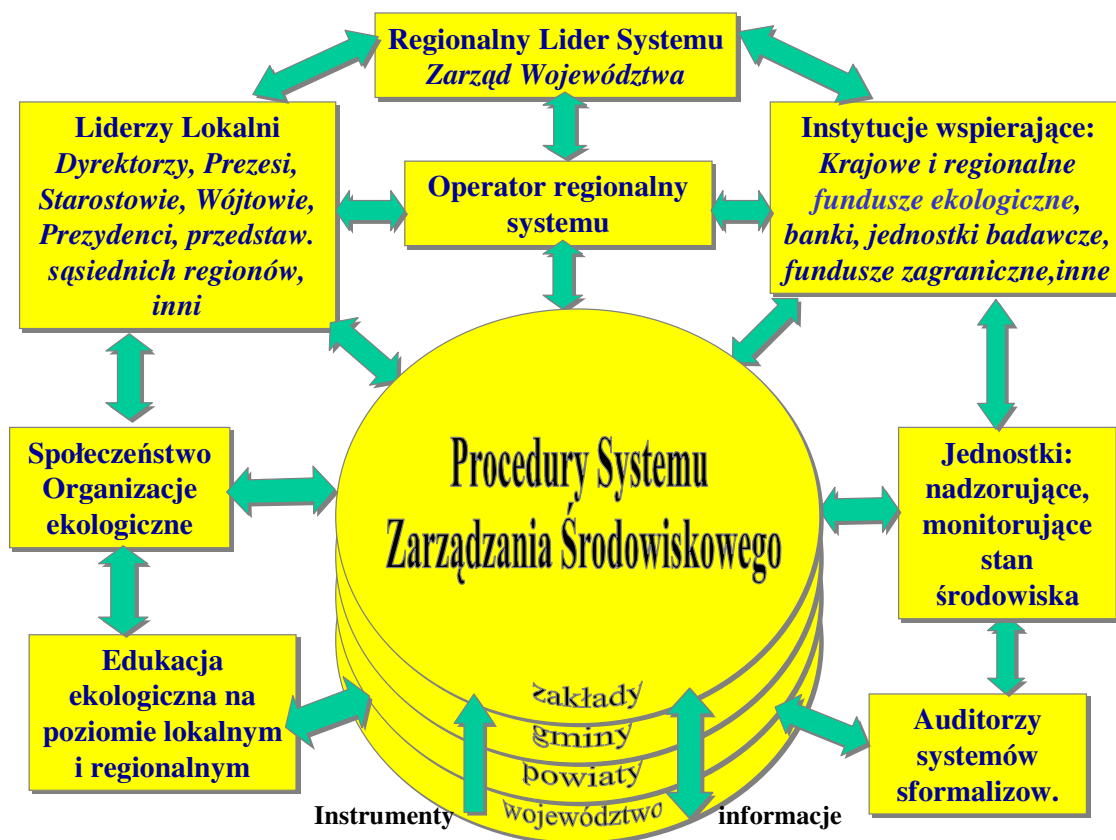 Regionalny Lider Systemu
Zarząd Województwa
Liderzy Lokalni
Dyrektorzy, Prezesi,
Starostowie, Wójtowie,
Prezydenci, przedstaw.
sąsiednich regionów,
inni
Operator regionalny
systemu
Instytucje wspierające:
Krajowe i regionalne
fundusze ekologiczne,
banki, jednostki badawcze,
fundusze zagraniczne,inne
Społeczeństwo
Organizacje
ekologiczne
Procedury Systemu
Zarządzania Środowiskowego
Jednostki:
nadzorujące,
monitorujące
stan
środowiska
Edukacja
ekologiczna na
poziomie lokalnym
i regionalnym
zakłady
gminy
powiaty
województwo
Auditorzy
systemów
sformalizow.
Instrumenty
informacje